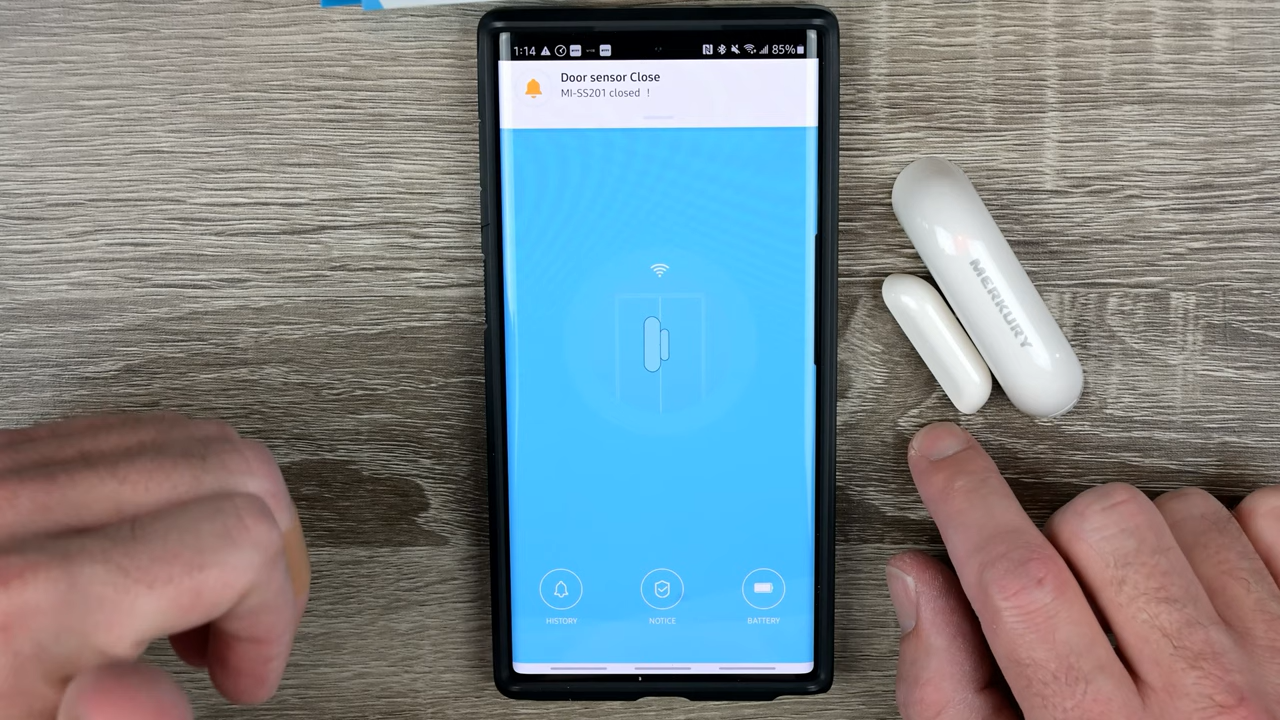 1:14 85%
Door sensor Close
MI-SS201 closed !
MERKURY
HISTORY NOTICE BATTERY